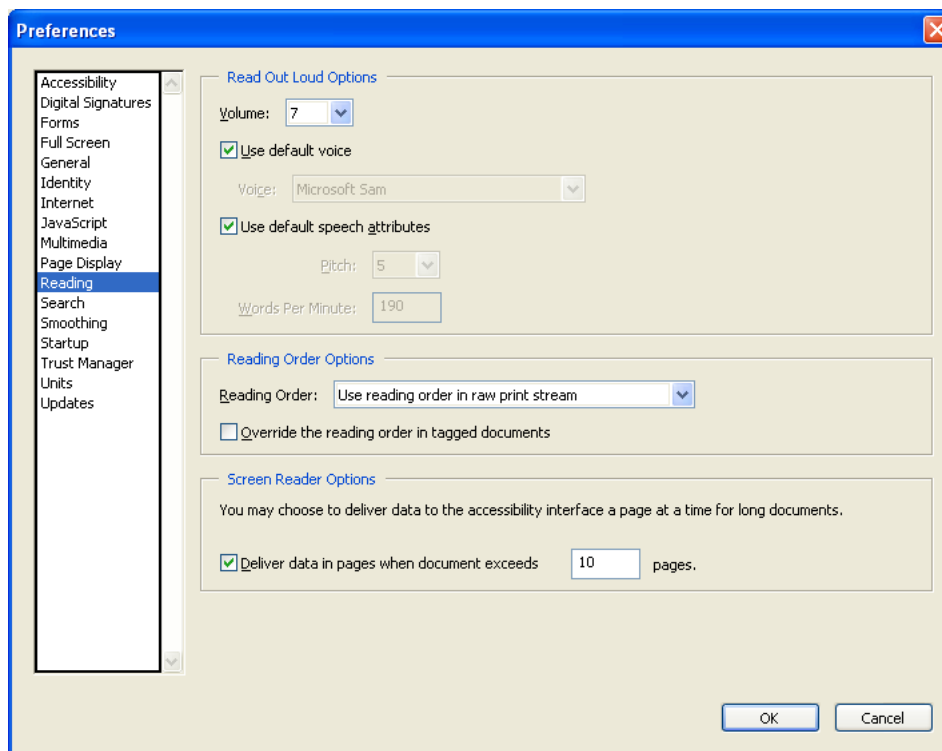 Preferences
Accessibility
Digital Signatures
Forms
Full Screen
General
Identity
Internet
JavaScript
Multimedia
Page Display
Reading
Search
Smoothing
Startup
Trust Manager
Units
Updates
Read Out Loud Options
Volume: 7
Use default voice
Voice: Microsoft Sam
Use default speech attributes
Pitch: 5
Words Per Minute: 190
Reading Order Options
Reading Order: Use reading order in raw print stream
Override the reading order in tagged documents
Screen Reader Options
You may choose to deliver data to the accessibility interface a page at a time for long documents.
Deliver data in pages when document exceeds 10 pages.
OK Cancel